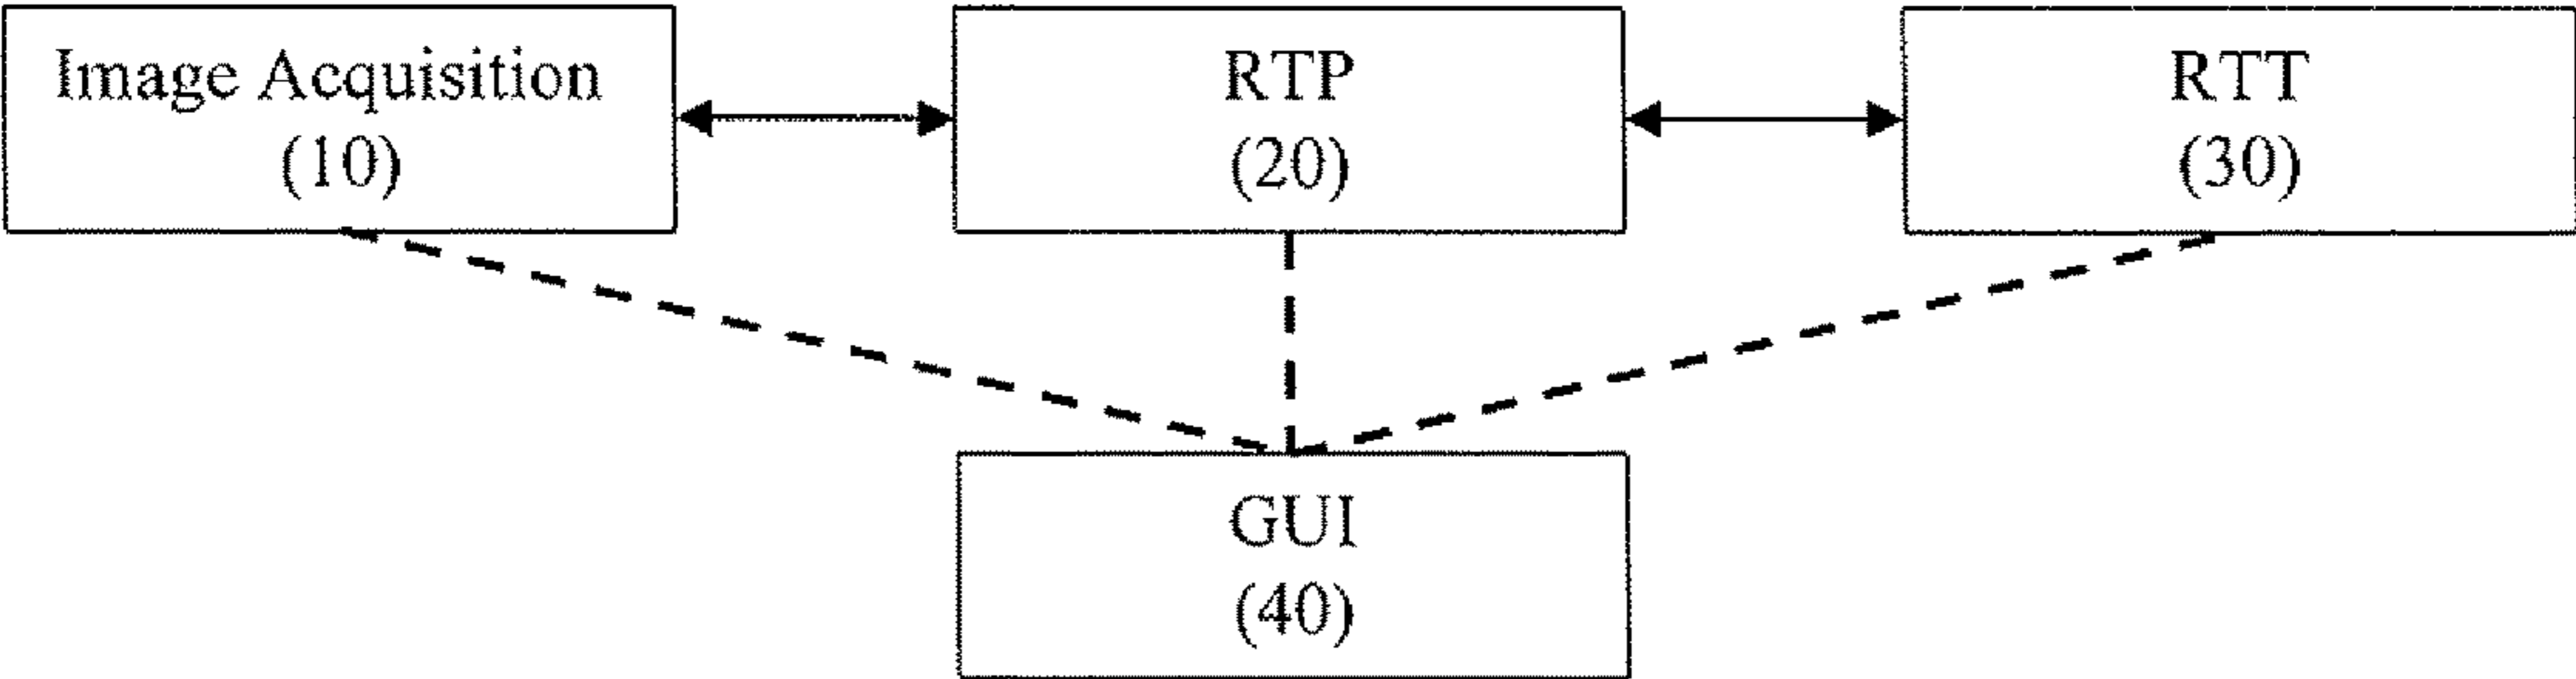 Image Acquisition
(10)
RTP
(20)
RTT
(30)
GUI
(40)